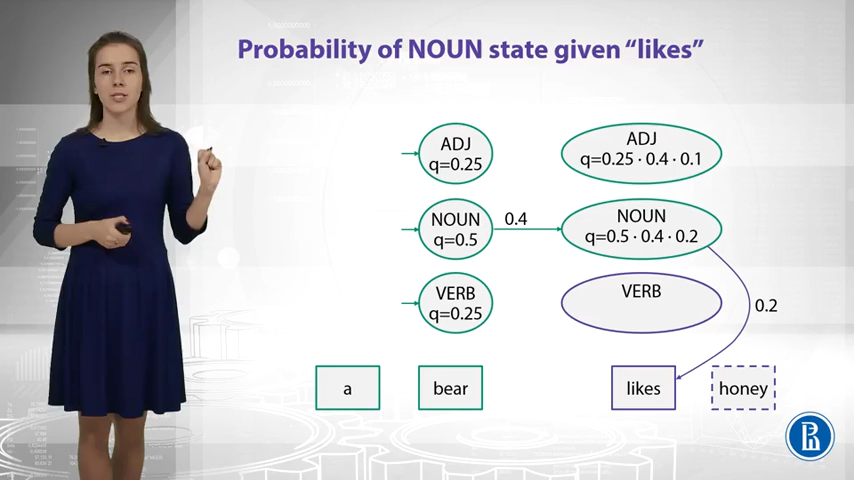 Probability of NOUN state given “likes”
ADJ
q=0.25
ADJ
q=0.25 · 0.4 · 0.1
NOUN
q=0.5
0.4
NOUN
q=0.5 · 0.4 · 0.2
VERB
q=0.25
VERB
0.2
a
bear
likes
honey